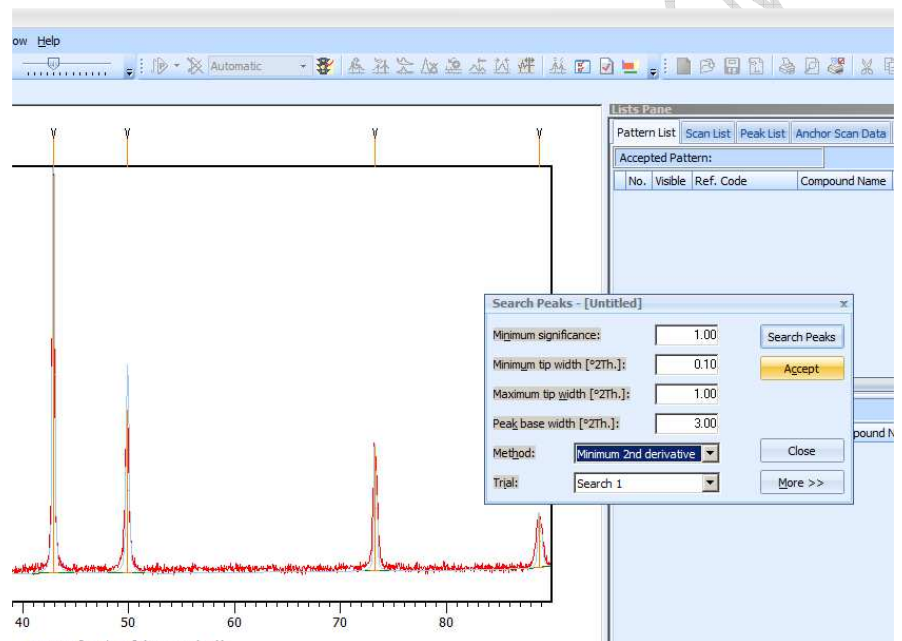 ow Help
Automatic
Lists Pane
Pattern List Scan List Peak List Anchor Scan Data
Accepted Pattern:
No. Visible Ref. Code Compound Name
Search Peaks - [Untitled] x
Minimum significance: 1.00 Search Peaks
Minimum tip width [°2Th.]: 0.10 Accept
Maximum tip width [°2Th.]: 1.00
Peak base width [°2Th.]: 3.00
pound N
Method: Minimum 2nd derivative Close
Trial: Search 1 More >>
40 50 60 70 80